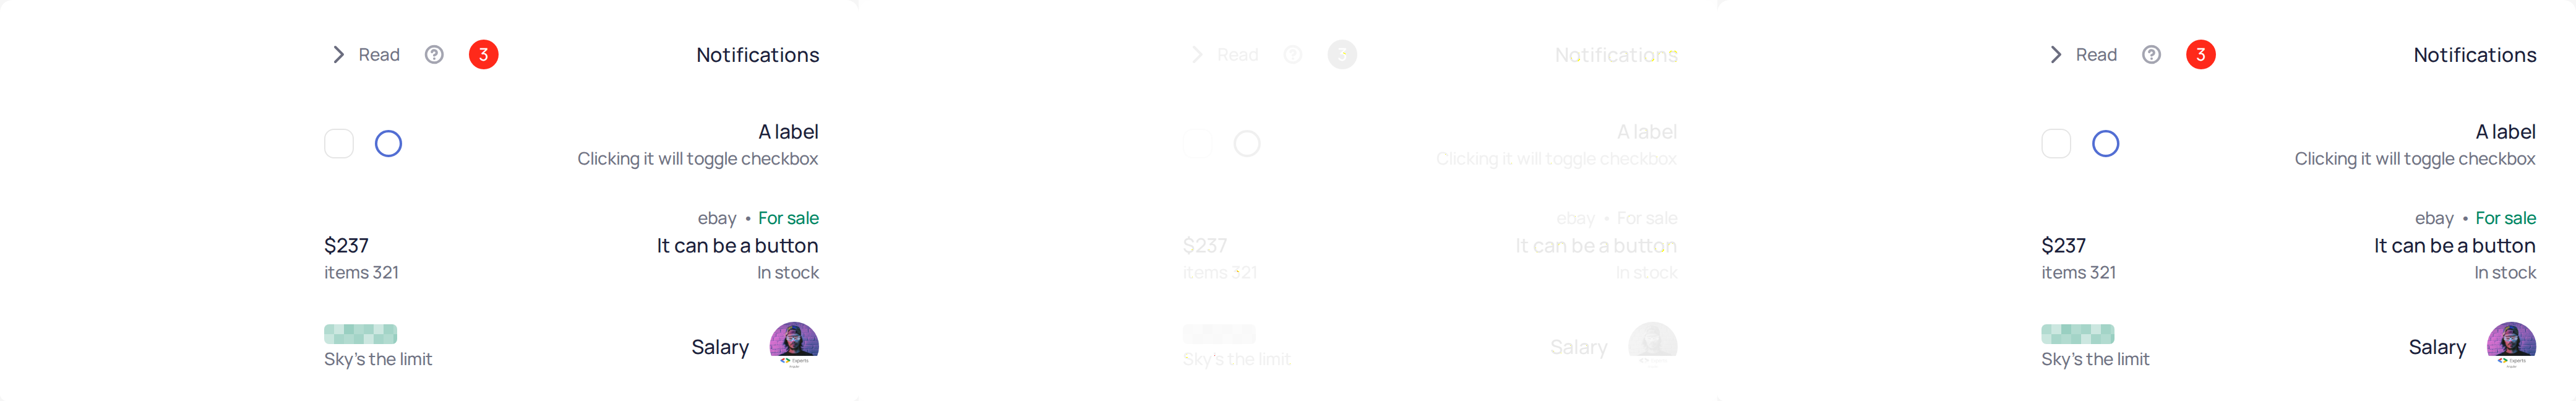 Read ? 3 Notifications
A label
Clicking it will toggle checkbox
ebay • For sale
$237 It can be a button
items 321 In stock
Salary
Sky's the limit
Experts
Read ? 3 Notifications
A label
Clicking it will toggle checkbox
ebay • For sale
$237 It can be a button
items 321 In stock
Salary
Sky's the limit
Read ? 3 Notifications
A label
Clicking it will toggle checkbox
ebay • For sale
$237 It can be a button
items 321 In stock
Salary
Sky's the limit
Experts